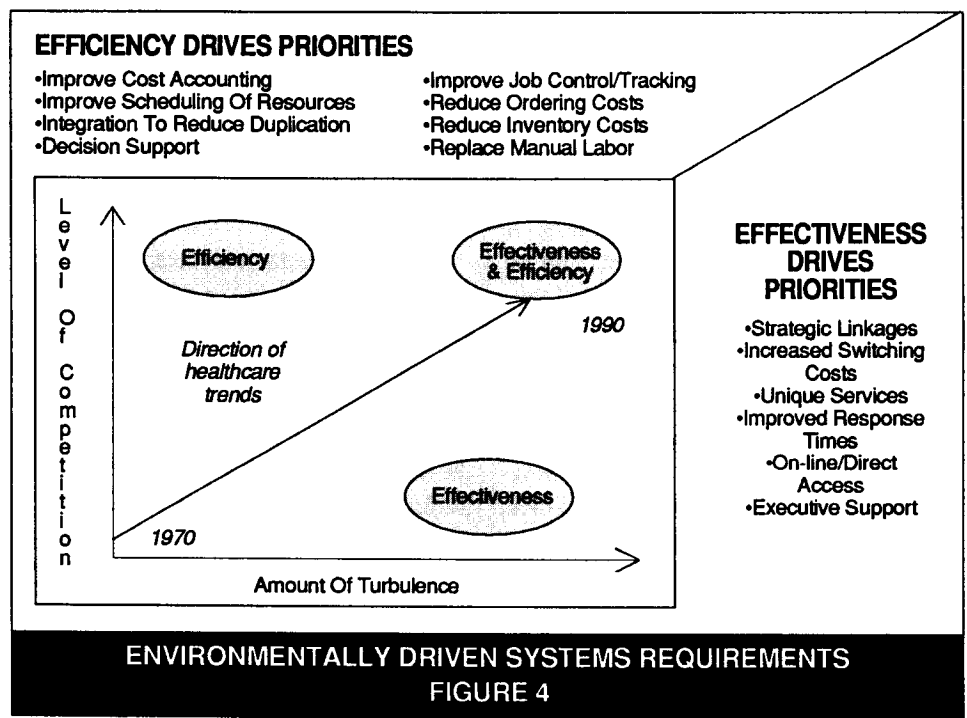 EFFICIENCY DRIVES PRIORITIES
•Improve Cost Accounting
•Improve Scheduling Of Resources
•Integration To Reduce Duplication
•Decision Support
•Improve Job Control/Tracking
•Reduce Ordering Costs
•Reduce Inventory Costs
•Replace Manual Labor
Level Of Competition
Efficiency
Effectiveness
& Efficiency
1990
Direction of
healthcare
trends
Effectiveness
1970
Amount Of Turbulence
EFFECTIVENESS
DRIVES
PRIORITIES
•Strategic Linkages
•Increased Switching
Costs
•Unique Services
•Improved Response
Times
•On-line/Direct
Access
•Executive Support
ENVIRONMENTALLY DRIVEN SYSTEMS REQUIREMENTS
FIGURE 4